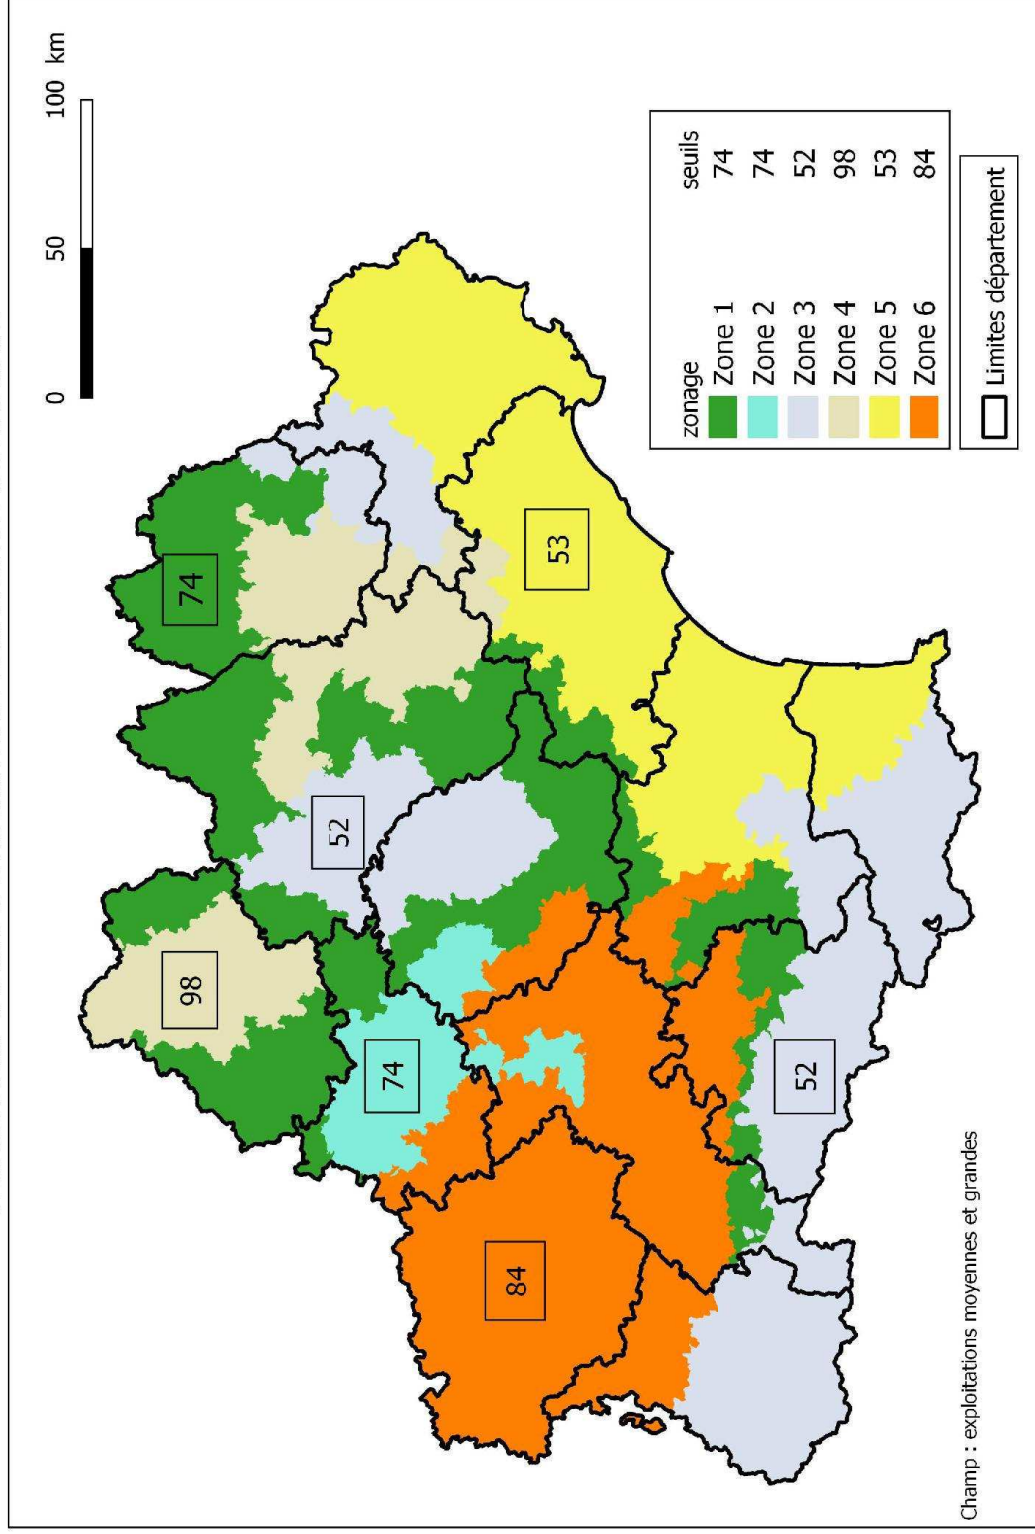 0 50 100 km
98
74
52
74
84
53
52
zonage seuils
Zone 1 74
Zone 2 74
Zone 3 52
Zone 4 98
Zone 5 53
Zone 6 84
Limites département
Champ : exploitations moyennes et grandes